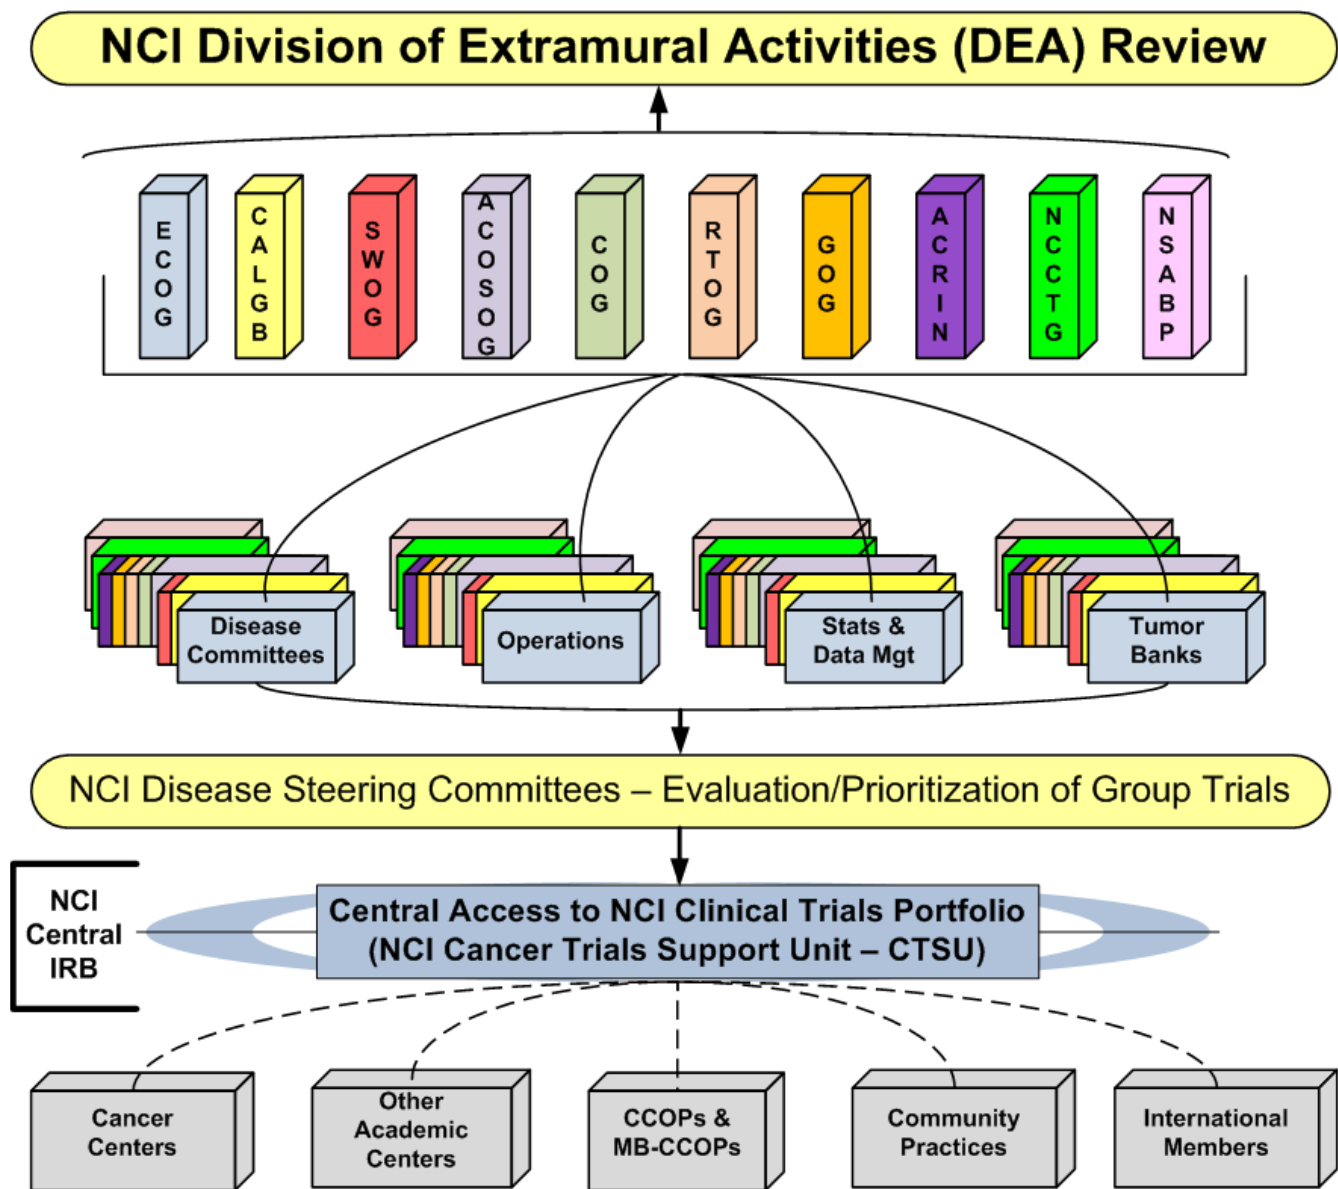 NCI Division of Extramural Activities (DEA) Review
ECOG
CALGB
SWOG
ACOSOG
COG
RTOG
GOG
ACRIN
NCCTG
NSABP
Disease
Committees
Operations
Stats &
Data Mgt
Tumor
Banks
NCI Disease Steering Committees – Evaluation/Prioritization of Group Trials
NCI
Central
IRB
Central Access to NCI Clinical Trials Portfolio
(NCI Cancer Trials Support Unit – CTSU)
Cancer
Centers
Other
Academic
Centers
CCOPs &
MB-CCOPs
Community
Practices
International
Members